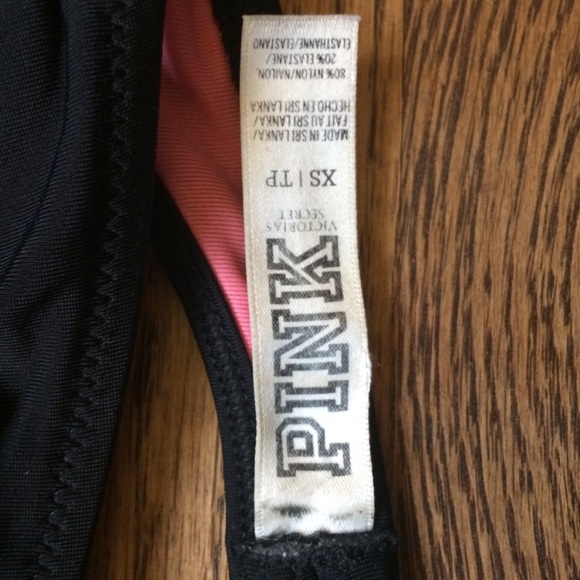 PINK
VICTORIA'S
SECRET
XS | TP
MADE IN SRI LANKA/
FAIT AU SRI LANKA/
HECHO EN SRI LANKA
80% NYLON/NAILON,
20% ELASTANE/
ELASTHANNE/ELASTANO